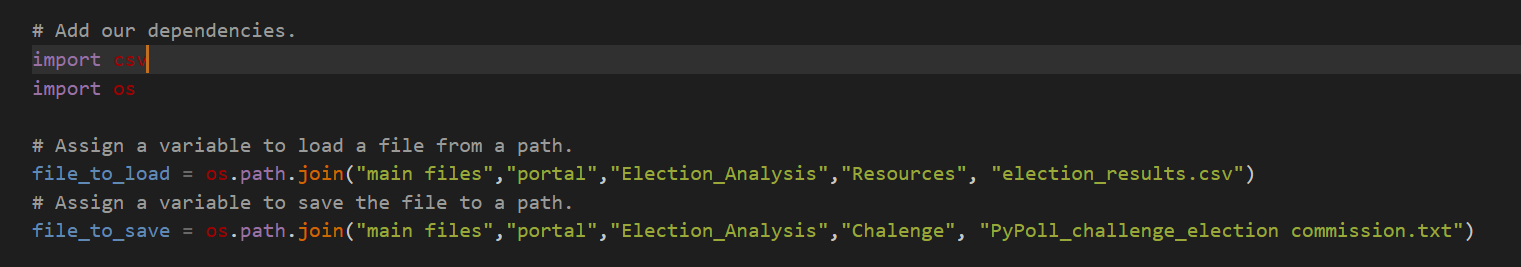 # Add our dependencies.
import csv
import os
# Assign a variable to load a file from a path.
file_to_load = os.path.join("main files","portal","Election_Analysis","Resources", "election_results.csv")
# Assign a variable to save the file to a path.
file_to_save = os.path.join("main files","portal","Election_Analysis","Chalenge", "PyPoll_challenge_election commission.txt")